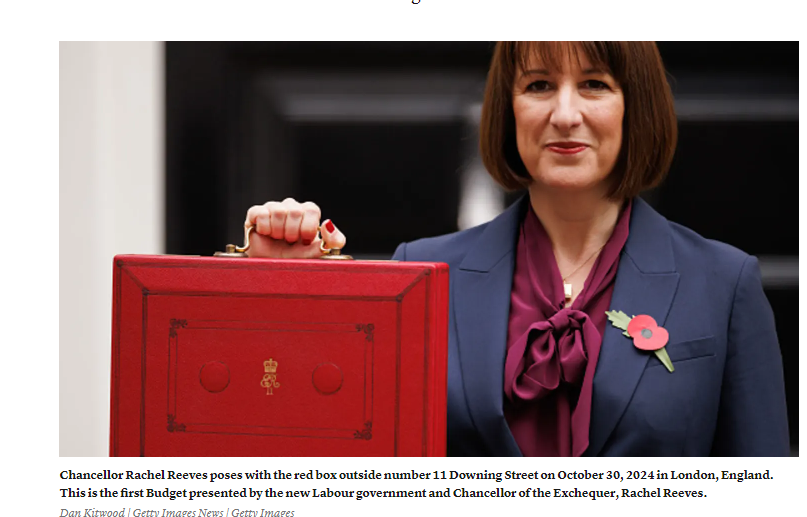 Chancellor Rachel Reeves poses with the red box outside number 11 Downing Street on October 30, 2024 in London, England.
This is the first Budget presented by the new Labour government and Chancellor of the Exchequer, Rachel Reeves.
Dan Kitwood | Getty Images News | Getty Images